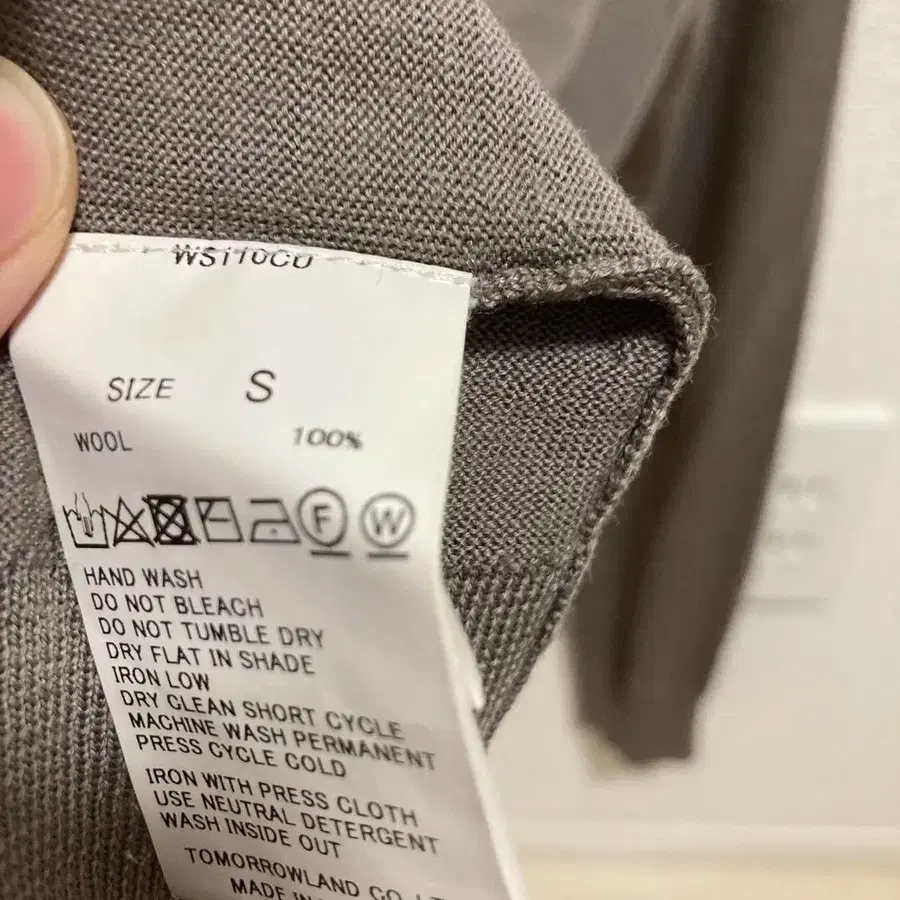 WS110CD
SIZE S
WOOL 100%
F W
HAND WASH
DO NOT BLEACH
DO NOT TUMBLE DRY
DRY FLAT IN SHADE
IRON LOW
DRY CLEAN SHORT CYCLE
MACHINE WASH PERMANENT
PRESS CYCLE COLD
IRON WITH PRESS CLOTH
USE NEUTRAL DETERGENT
WASH INSIDE OUT
TOMORROWLAND CO.
MADE IN